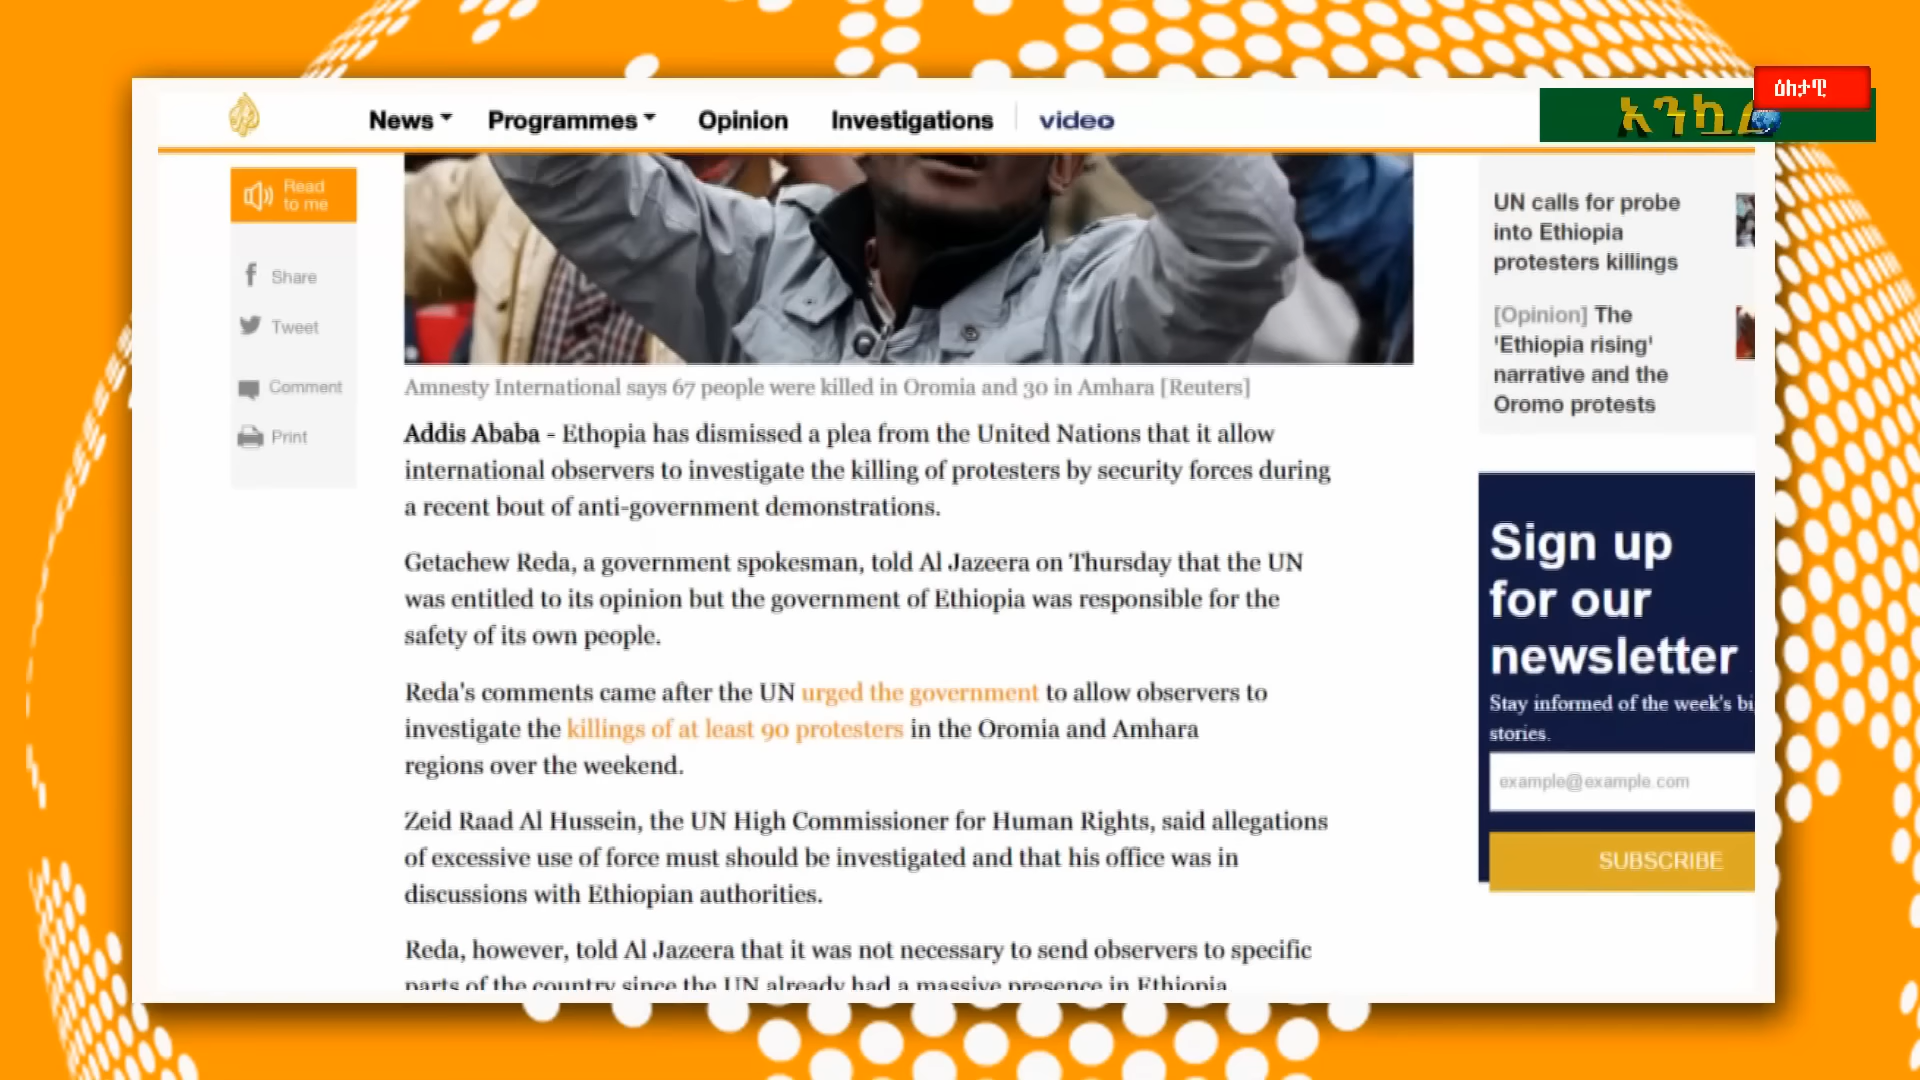 ዕለታዊ
News
Programmes
Opinion
Investigations
video
Read
to me
Share
Tweet
Comment
Print
Amnesty International says 67 people were killed in Oromia and 30 in Amhara [Reuters]
Addis Ababa - Ethopia has dismissed a plea from the United Nations that it allow
international observers to investigate the killing of protesters by security forces during
a recent bout of anti-government demonstrations.
Getachew Reda, a government spokesman, told Al Jazeera on Thursday that the UN
was entitled to its opinion but the government of Ethiopia was responsible for the
safety of its own people.
Reda's comments came after the UN urged the government to allow observers to
investigate the killings of at least 90 protesters in the Oromia and Amhara
regions over the weekend.
Zeid Raad Al Hussein, the UN High Commissioner for Human Rights, said allegations
of excessive use of force must should be investigated and that his office was in
discussions with Ethiopian authorities.
Reda, however, told Al Jazeera that it was not necessary to send observers to specific
parts of the country since the UN already had a massive presence in Ethiopia
UN calls for probe
into Ethiopia
protesters killings
[Opinion] The
'Ethiopia rising'
narrative and the
Oromo protests
Sign up
for our
newsletter
Stay informed of the week's bi
stories.
example@example.com
SUBSCRIBE